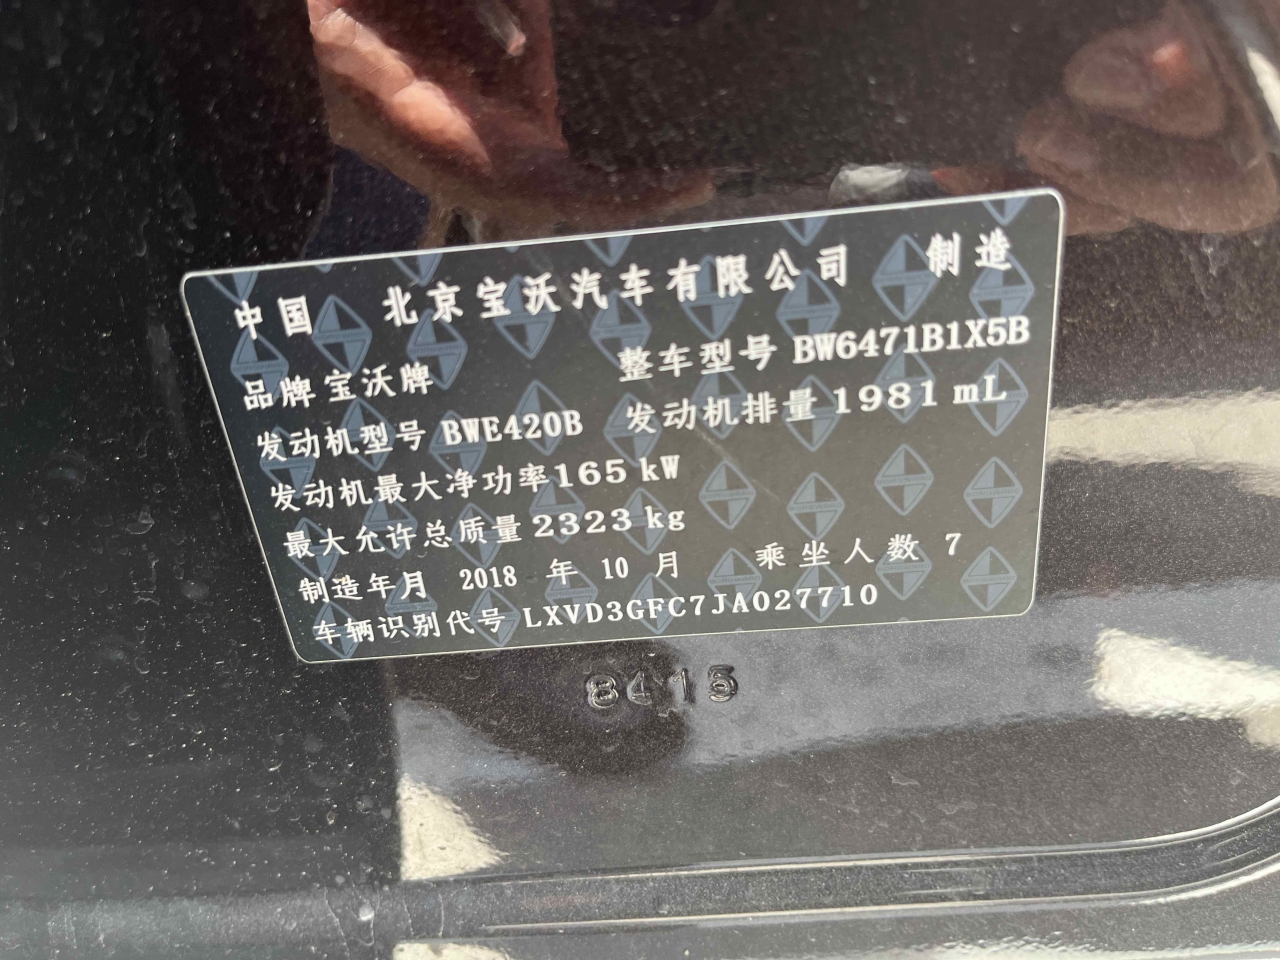 中国 北京宝沃汽车有限公司 制造
品牌 宝沃牌 整车型号 BW6471B1X5B
发动机型号 BWE420B 发动机排量 1981 mL
发动机最大净功率 165 kW
最大允许总质量 2323 kg
制造年月 2018 年 10 月 乘坐人数 7
车辆识别代号 LXVD3GFC7JA027710
8415